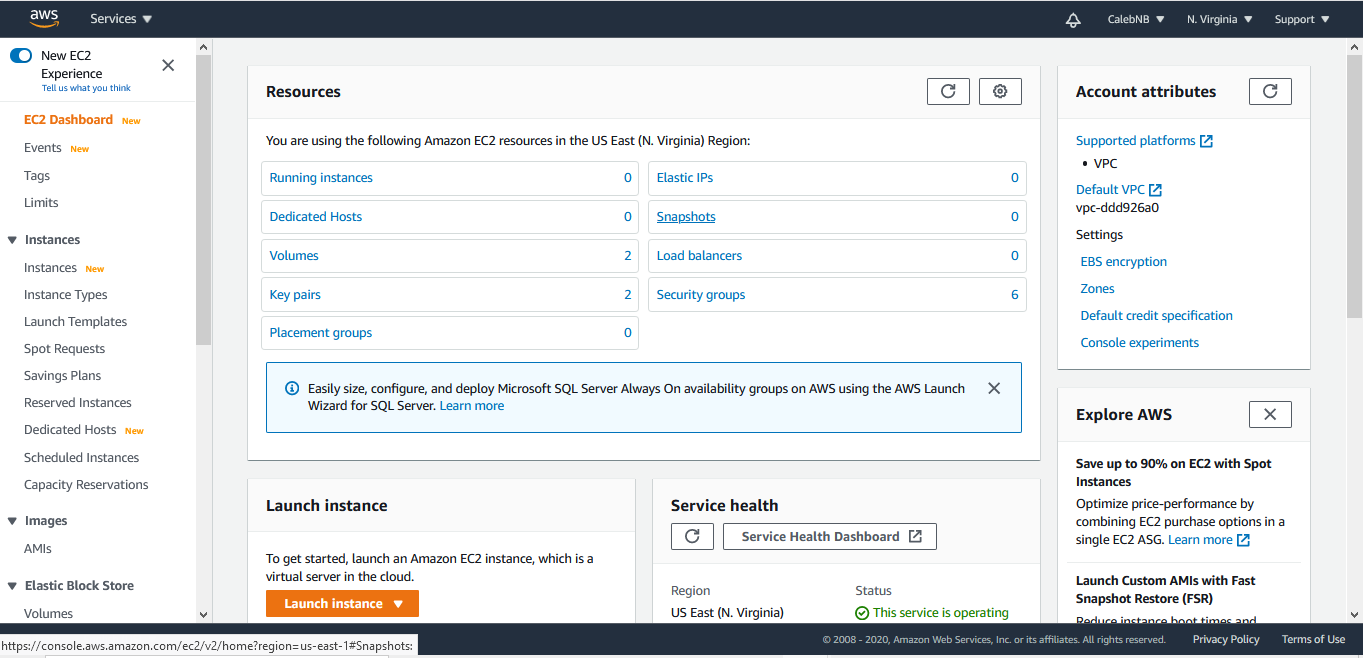 aws
Services
CalebNB
N. Virginia
Support
New EC2
Experience
Tell us what you think
EC2 Dashboard New
Events New
Tags
Limits
Instances
Instances New
Instance Types
Launch Templates
Spot Requests
Savings Plans
Reserved Instances
Dedicated Hosts New
Scheduled Instances
Capacity Reservations
Images
AMIs
Elastic Block Store
Volumes
Resources
You are using the following Amazon EC2 resources in the US East (N. Virginia) Region:
Running instances 0
Elastic IPs 0
Dedicated Hosts 0
Snapshots 0
Volumes 2
Load balancers 0
Key pairs 2
Security groups 6
Placement groups 0
Easily size, configure, and deploy Microsoft SQL Server Always On availability groups on AWS using the AWS Launch
Wizard for SQL Server. Learn more
Launch instance
To get started, launch an Amazon EC2 instance, which is a
virtual server in the cloud.
Launch instance
Service health
Service Health Dashboard
Region
Status
US East (N. Virginia)
This service is operating
Account attributes
Supported platforms
• VPC
Default VPC
vpc-ddd926a0
Settings
EBS encryption
Zones
Default credit specification
Console experiments
Explore AWS
Save up to 90% on EC2 with Spot
Instances
Optimize price-performance by
combining EC2 purchase options in a
single EC2 ASG. Learn more
Launch Custom AMIs with Fast
Snapshot Restore (FSR)
Reduce instance boot times and
https://console.aws.amazon.com/ec2/v2/home?region=us-east-1#Snapshots:
© 2008 - 2020, Amazon Web Services, Inc. or its affiliates. All rights reserved.
Privacy Policy
Terms of Use